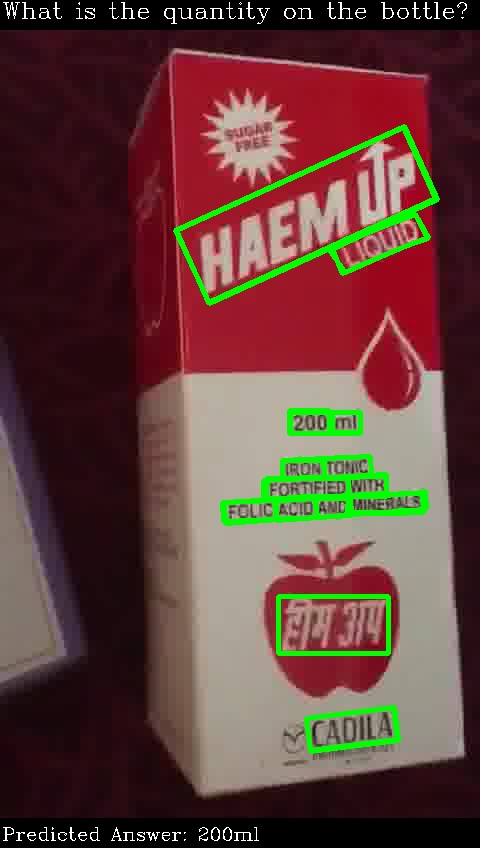 What is the quantity on the bottle?
SUGAR
FREE
HAEM UP
LIQUID
200 ml
IRON TONIC
FORTIFIED WITH
FOLIC ACID AND MINERALS
हीम अप
CADILA
Predicted Answer: 200ml